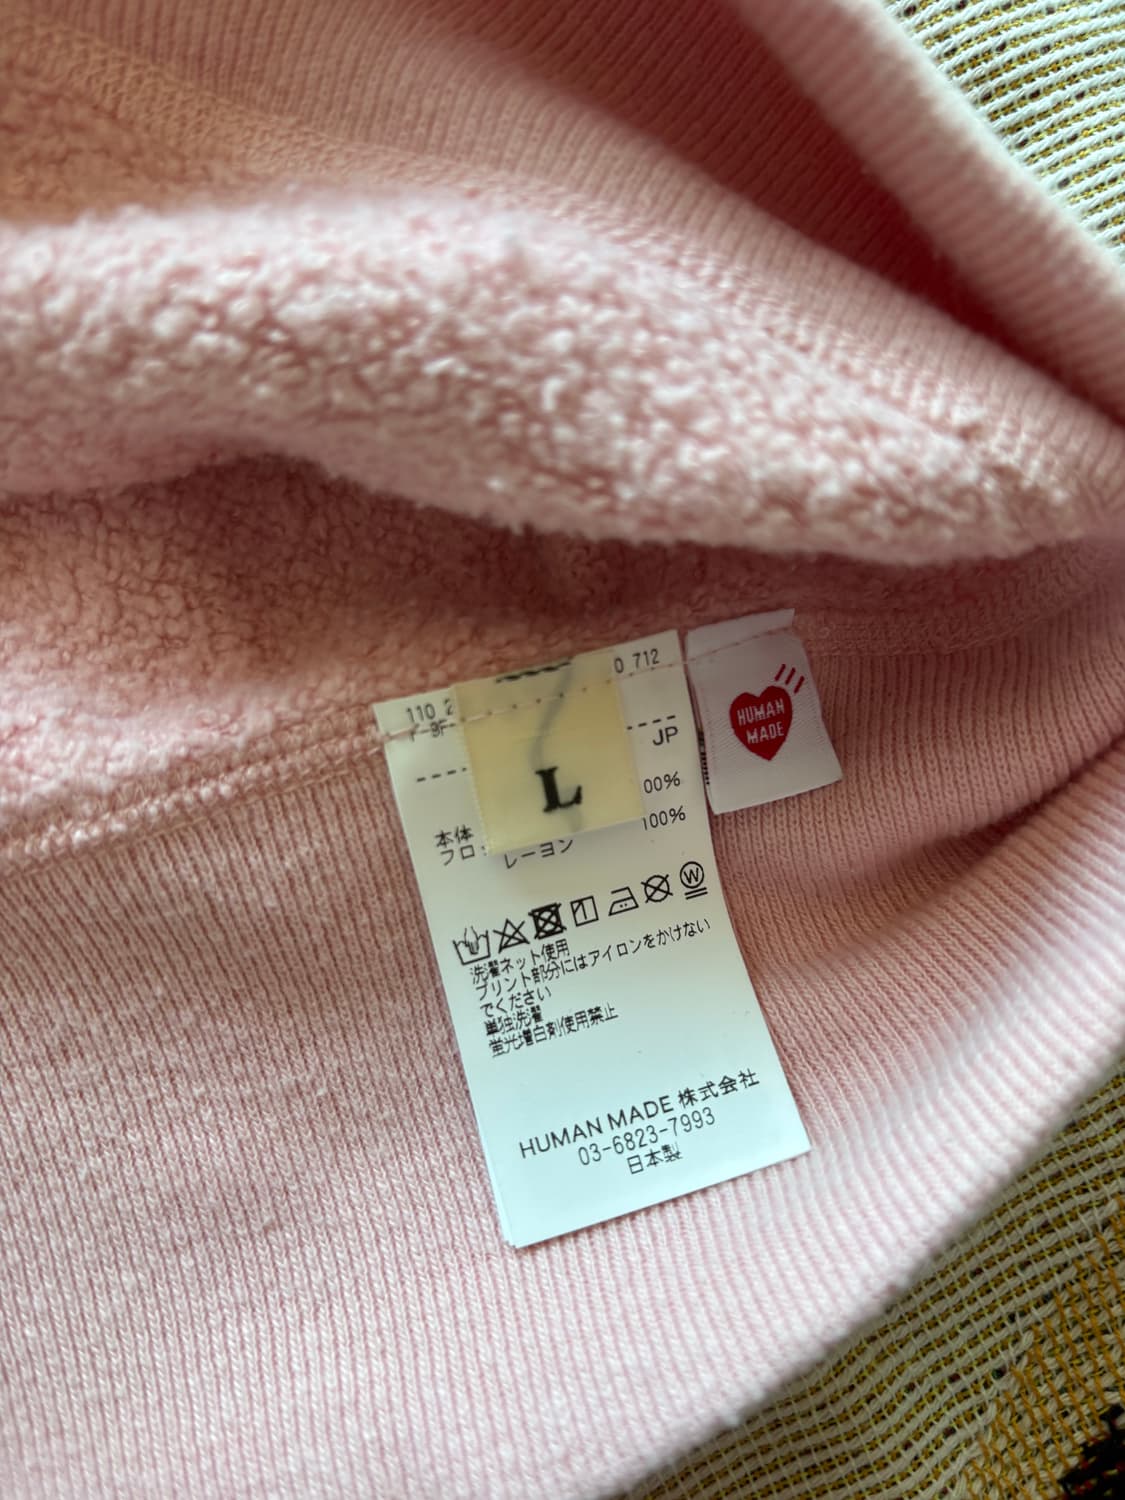 110 2
0 712
JP
L
本体
00%
フロ
レーヨン
100%
洗濯ネット使用
プリント部分にはアイロンをかけない
でください
単独洗濯
蛍光増白剤使用禁止
HUMAN MADE 株式会社
03-6823-7993
日本製
HUMAN
MADE
W